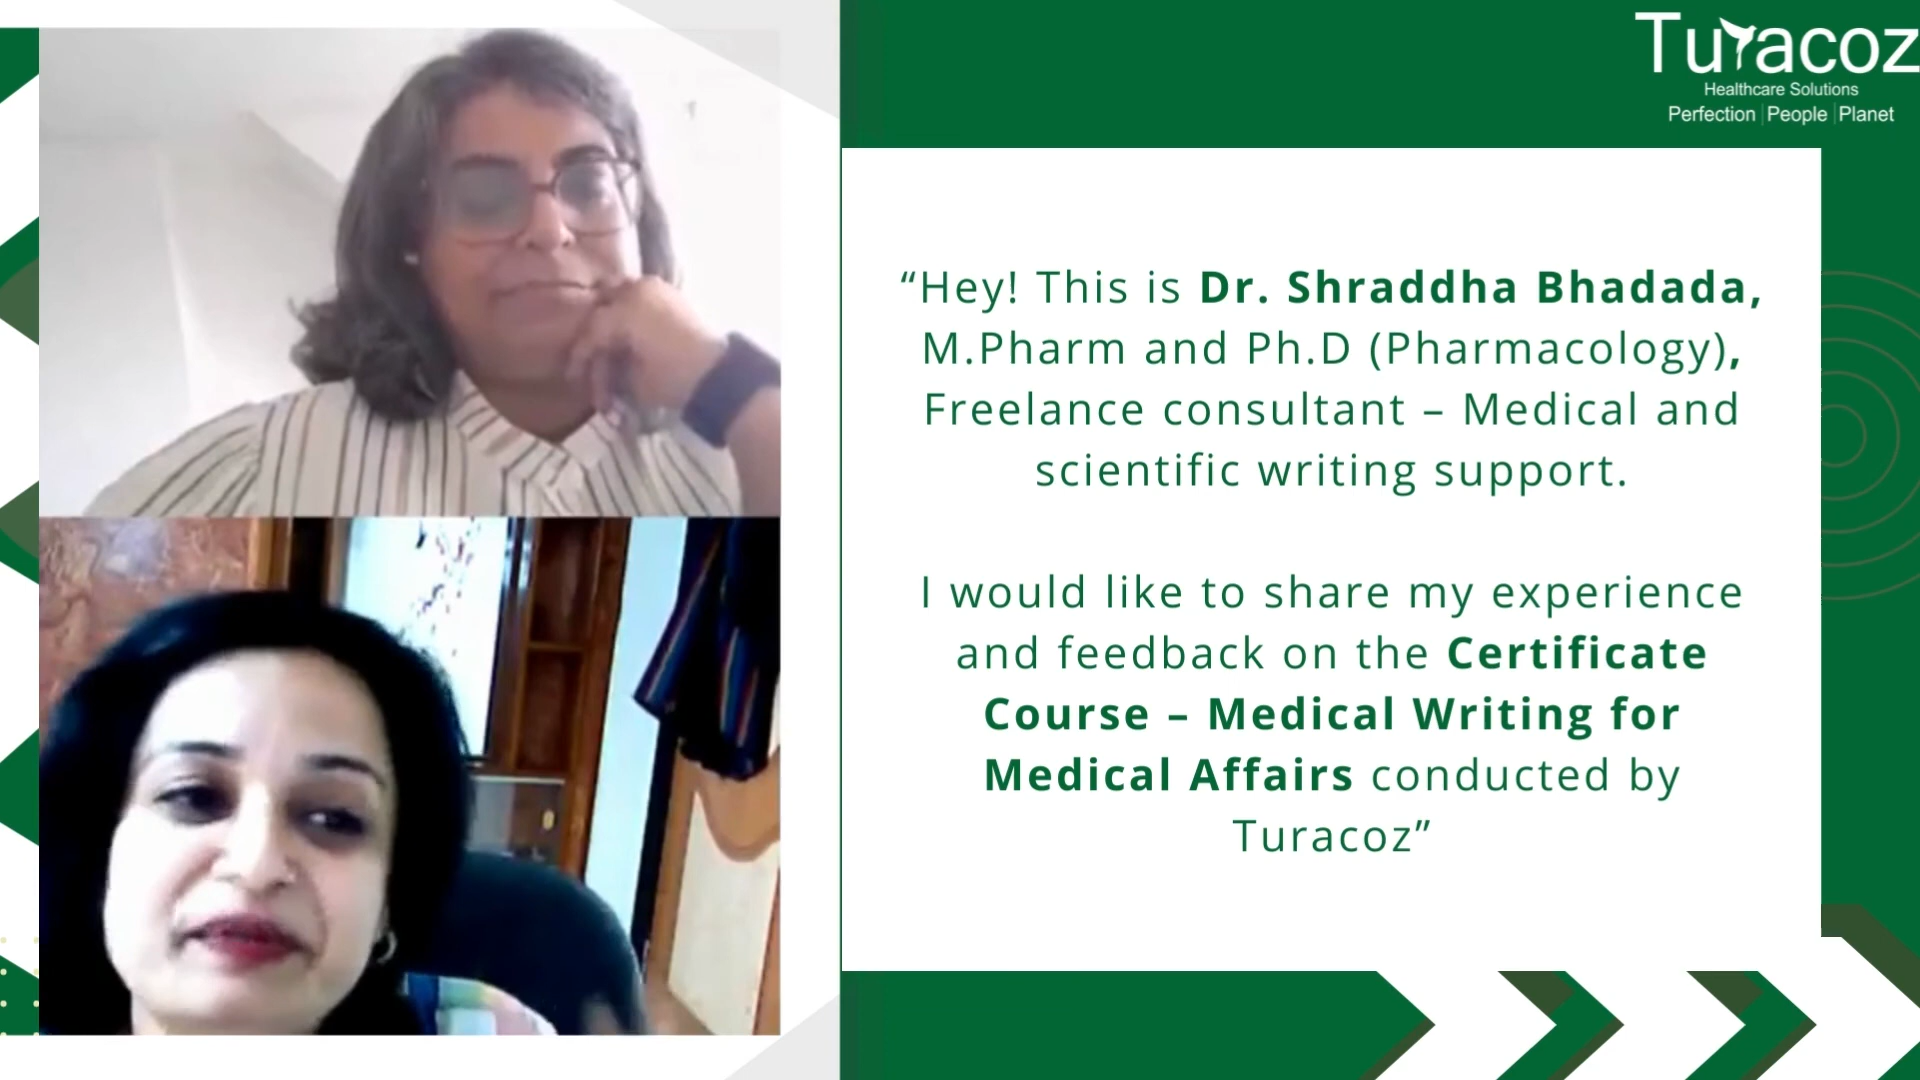 Turacoz
Healthcare Solutions
Perfection | People | Planet
“Hey! This is Dr. Shraddha Bhadada,
M.Pharm and Ph.D (Pharmacology),
Freelance consultant – Medical and
scientific writing support.
I would like to share my experience
and feedback on the Certificate
Course – Medical Writing for
Medical Affairs conducted by
Turacoz”